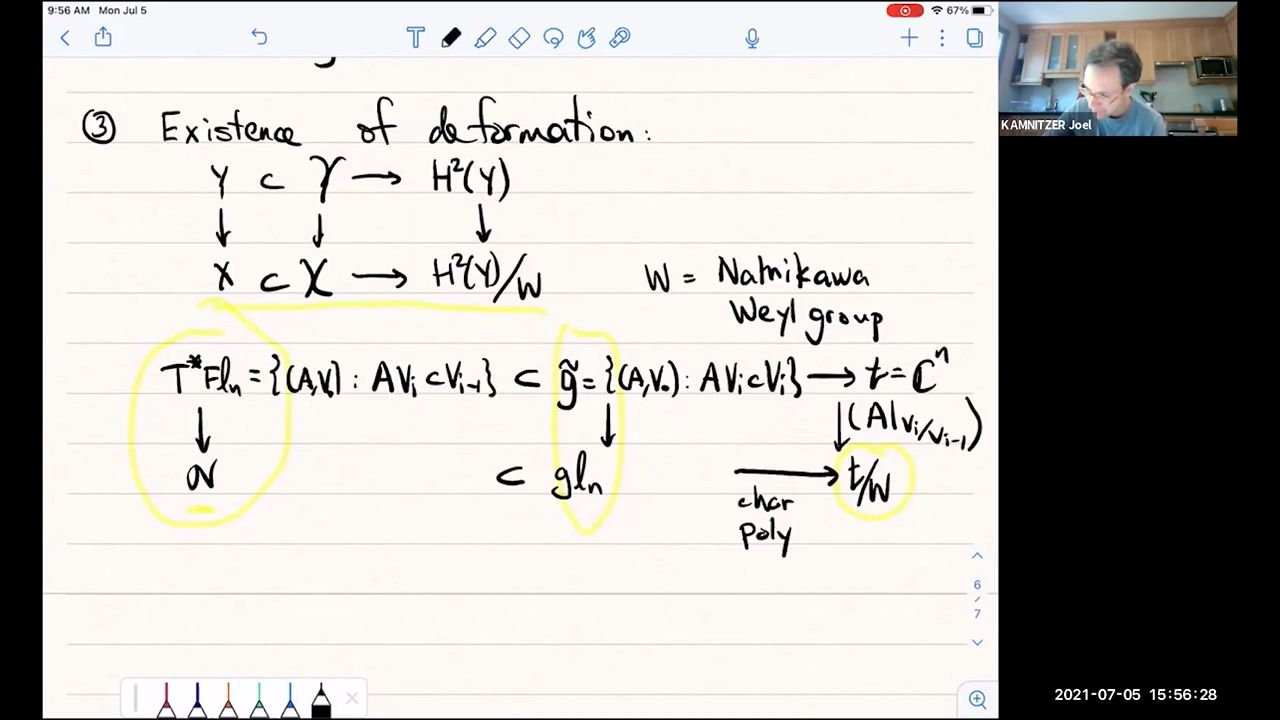 9:56 AM Mon Jul 5
67%
③ Existence of deformation:
Y ⊂ 𝒴 → H²(Y)
↓ ↓ ↓
X ⊂ 𝒳 → H²(Y)/W
W = Namikawa
Weyl group
T*Flₙ = {(A,V.) : AVᵢ ⊂ Vᵢ₋₁} ⊂ g̃ = {(A,V.) : AVᵢ ⊂ Vᵢ} → t = ℂⁿ
↓ ↓ ↓ (A|Vᵢ/Vᵢ₋₁)
𝒩 ⊂ glₙ → t/W
char
poly
6
7
KAMNITZER Joel
2021-07-05 15:56:28